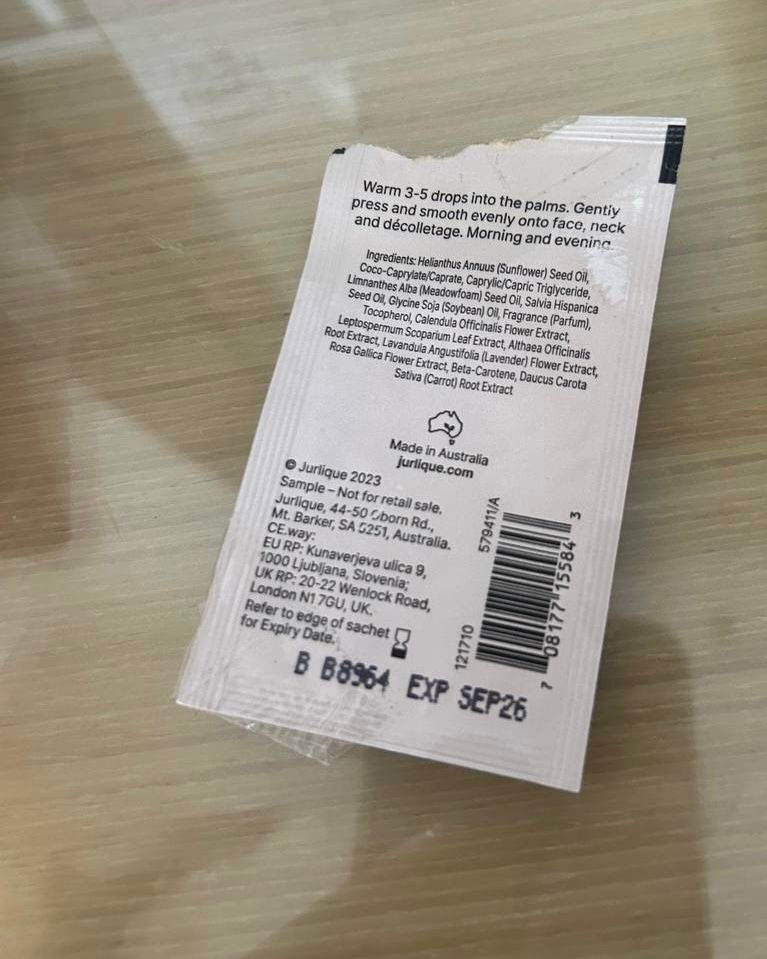 Warm 3-5 drops into the palms. Gently
press and smooth evenly onto face, neck
and décolletage. Morning and evening.
Ingredients: Helianthus Annuus (Sunflower) Seed Oil,
Coco-Caprylate/Caprate, Caprylic/Capric Triglyceride,
Limnanthes Alba (Meadowfoam) Seed Oil, Salvia Hispanica
Seed Oil, Glycine Soja (Soybean) Oil, Fragrance (Parfum),
Tocopherol, Calendula Officinalis Flower Extract,
Leptospermum Scoparium Leaf Extract, Althaea Officinalis
Root Extract, Lavandula Angustifolia (Lavender) Flower Extract,
Rosa Gallica Flower Extract, Beta-Carotene, Daucus Carota
Sativa (Carrot) Root Extract
Made in Australia
jurlique.com
© Jurlique 2023
Sample – Not for retail sale.
Jurlique, 44-50 Oborn Rd.,
Mt. Barker, SA 5251, Australia.
CE.way:
EU RP: Kunaverjeva ulica 9,
1000 Ljubljana, Slovenia;
UK RP: 20-22 Wenlock Road,
London N1 7GU, UK.
Refer to edge of sachet
for Expiry Date.
579411/A
121710
7 08177 15584 3
B B8964 EXP SEP26